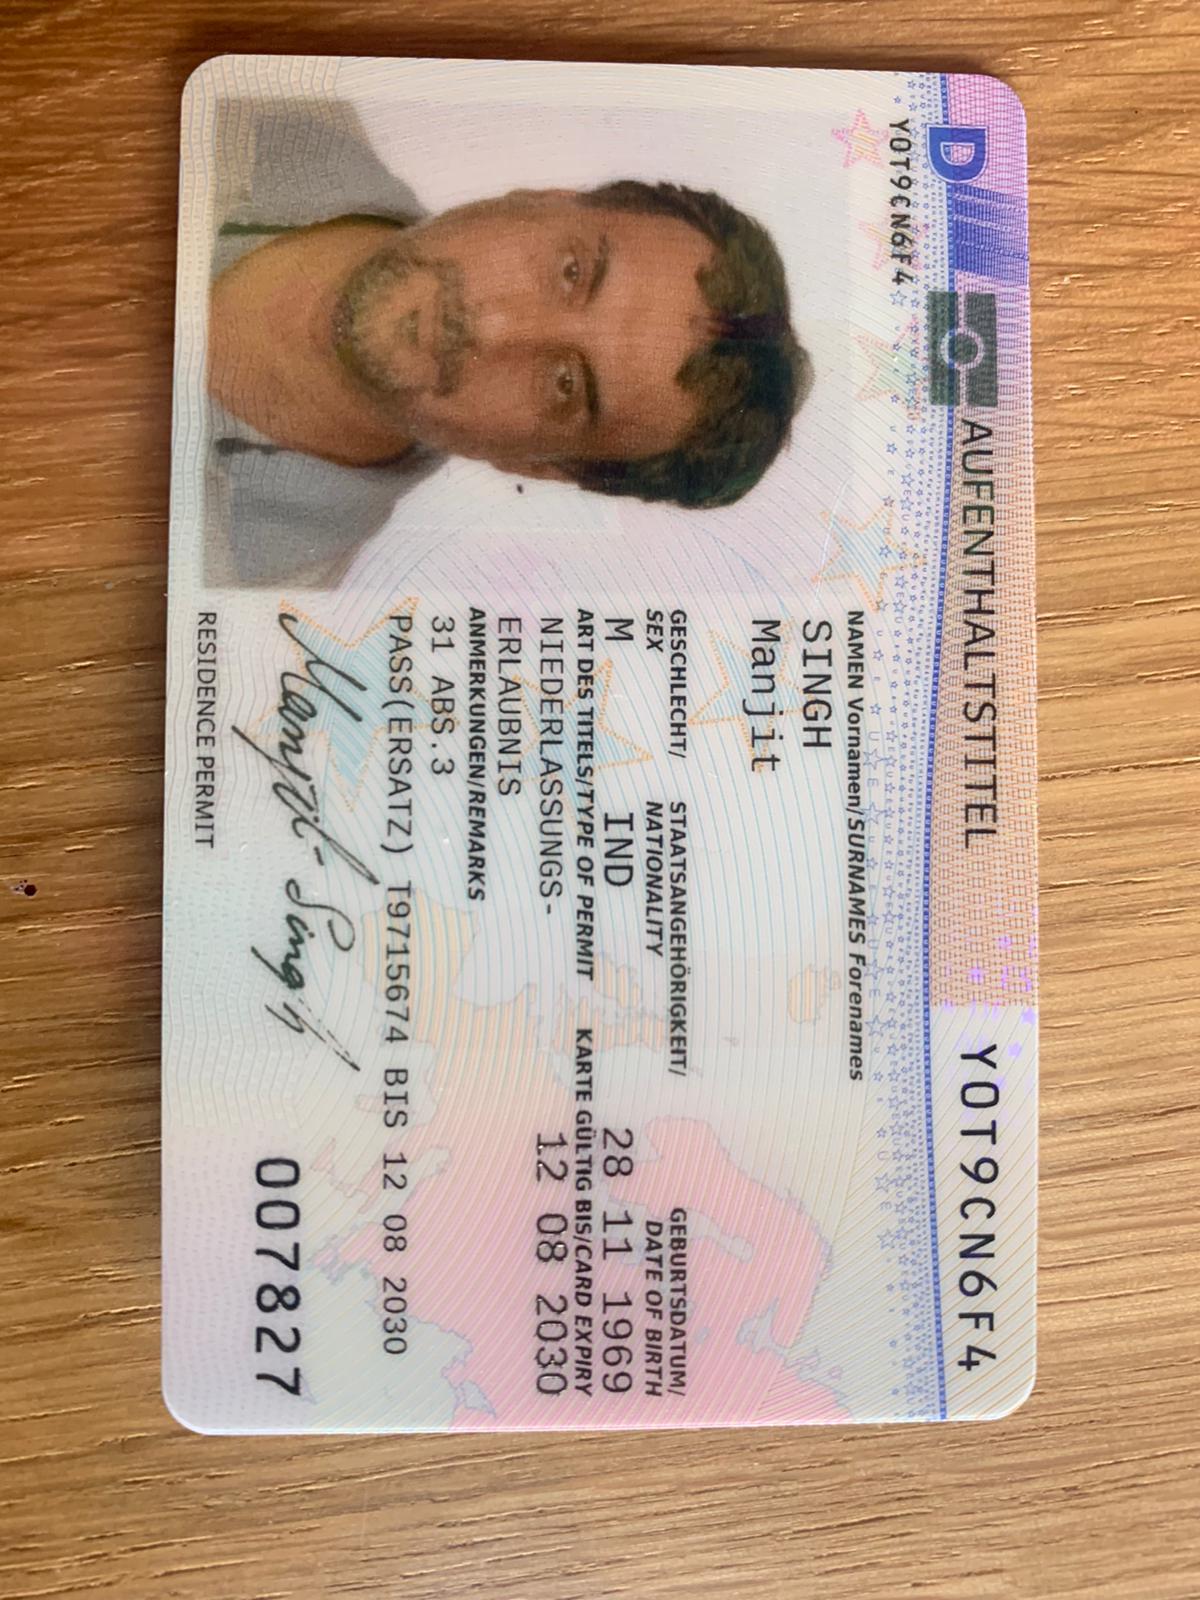 D
AUFENTHALTSTITEL
YOT9CN6F4
YOT9CN6F4
NAMEN Vornamen/SURNAMES Forenames
SINGH
Manjit
GESCHLECHT/ STAATSANGEHÖRIGKEIT/ GEBURTSDATUM/
SEX NATIONALITY DATE OF BIRTH
M IND 28 11 1969
ART DES TITELS/TYPE OF PERMIT KARTE GÜLTIG BIS/CARD EXPIRY
NIEDERLASSUNGS- 12 08 2030
ERLAUBNIS
ANMERKUNGEN/REMARKS
31 ABS.3
PASS(ERSATZ) T9715674 BIS 12 08 2030
Manjit Singh
007827
RESIDENCE PERMIT